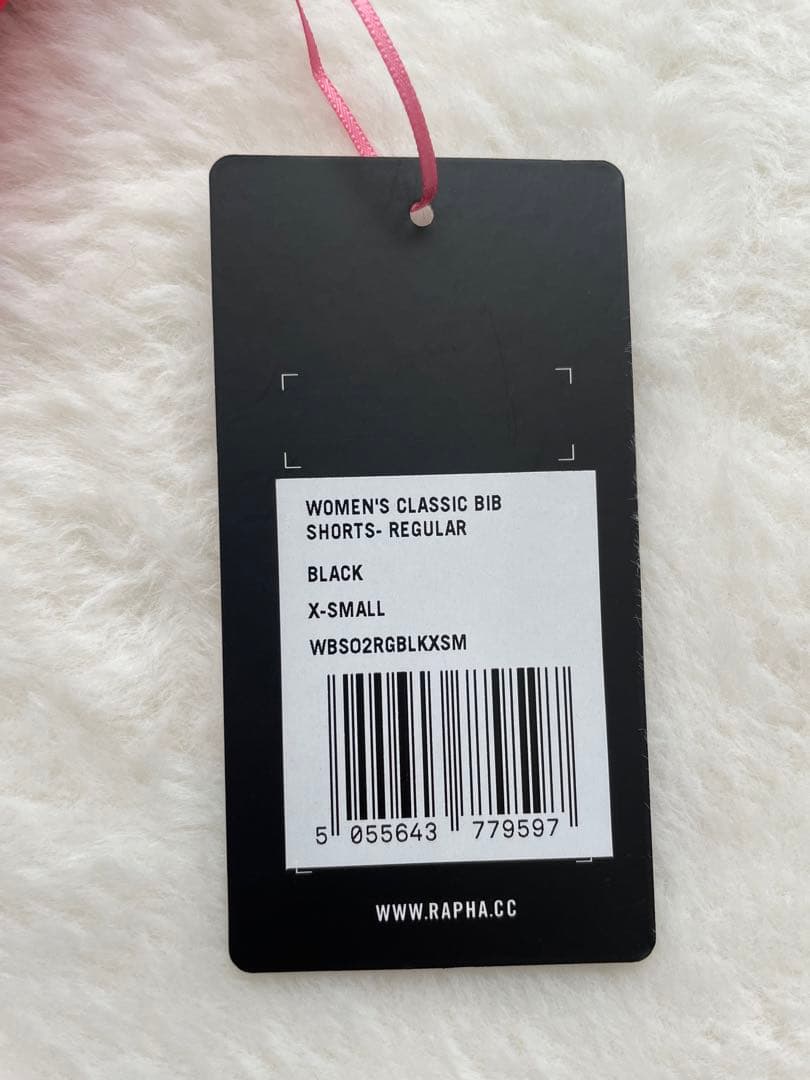 WOMEN'S CLASSIC BIB
SHORTS- REGULAR
BLACK
X-SMALL
WBS02RGBLKXSM
5 055643 779597
WWW.RAPHA.CC